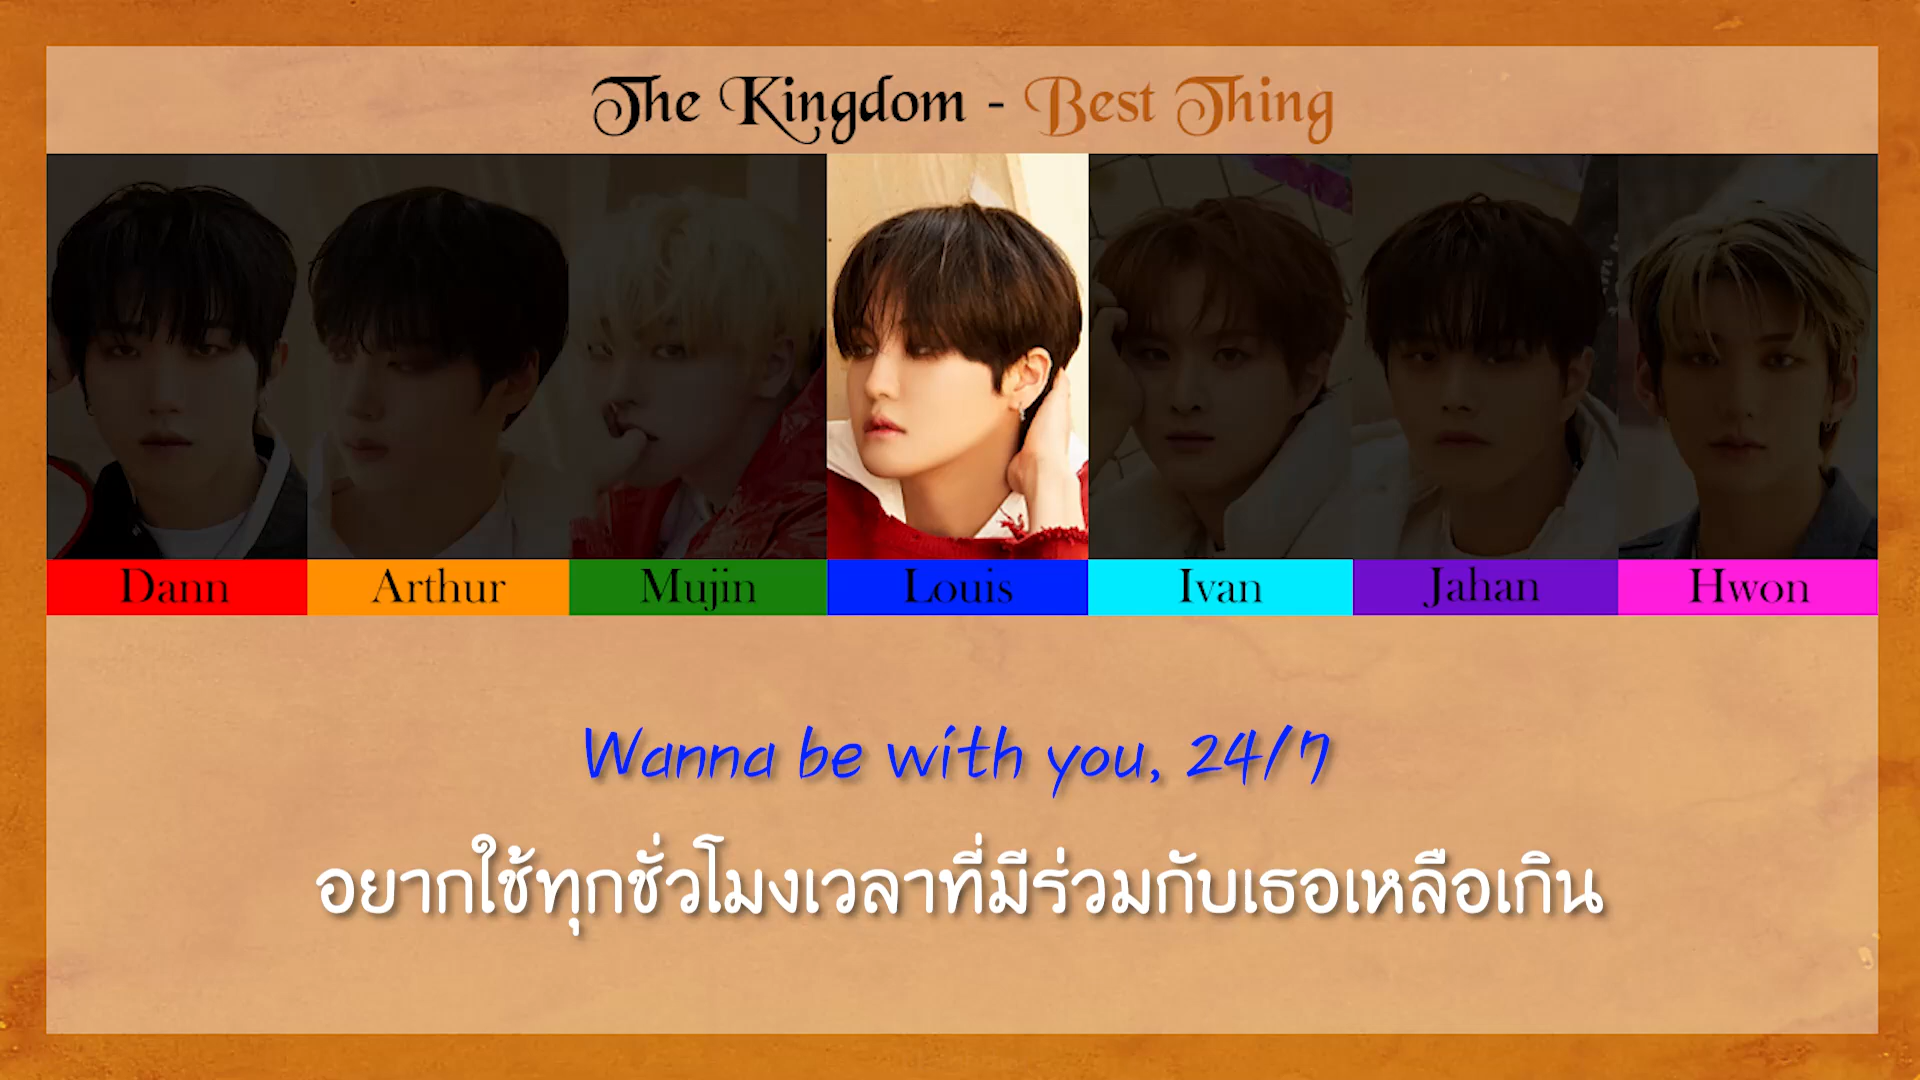 The Kingdom - Best Thing
Dann Arthur Mujin Louis Ivan Jahan Hwon
Wanna be with you, 24/7
อยากใช้ทุกชั่วโมงเวลาที่มีร่วมกับเธอเหลือเกิน